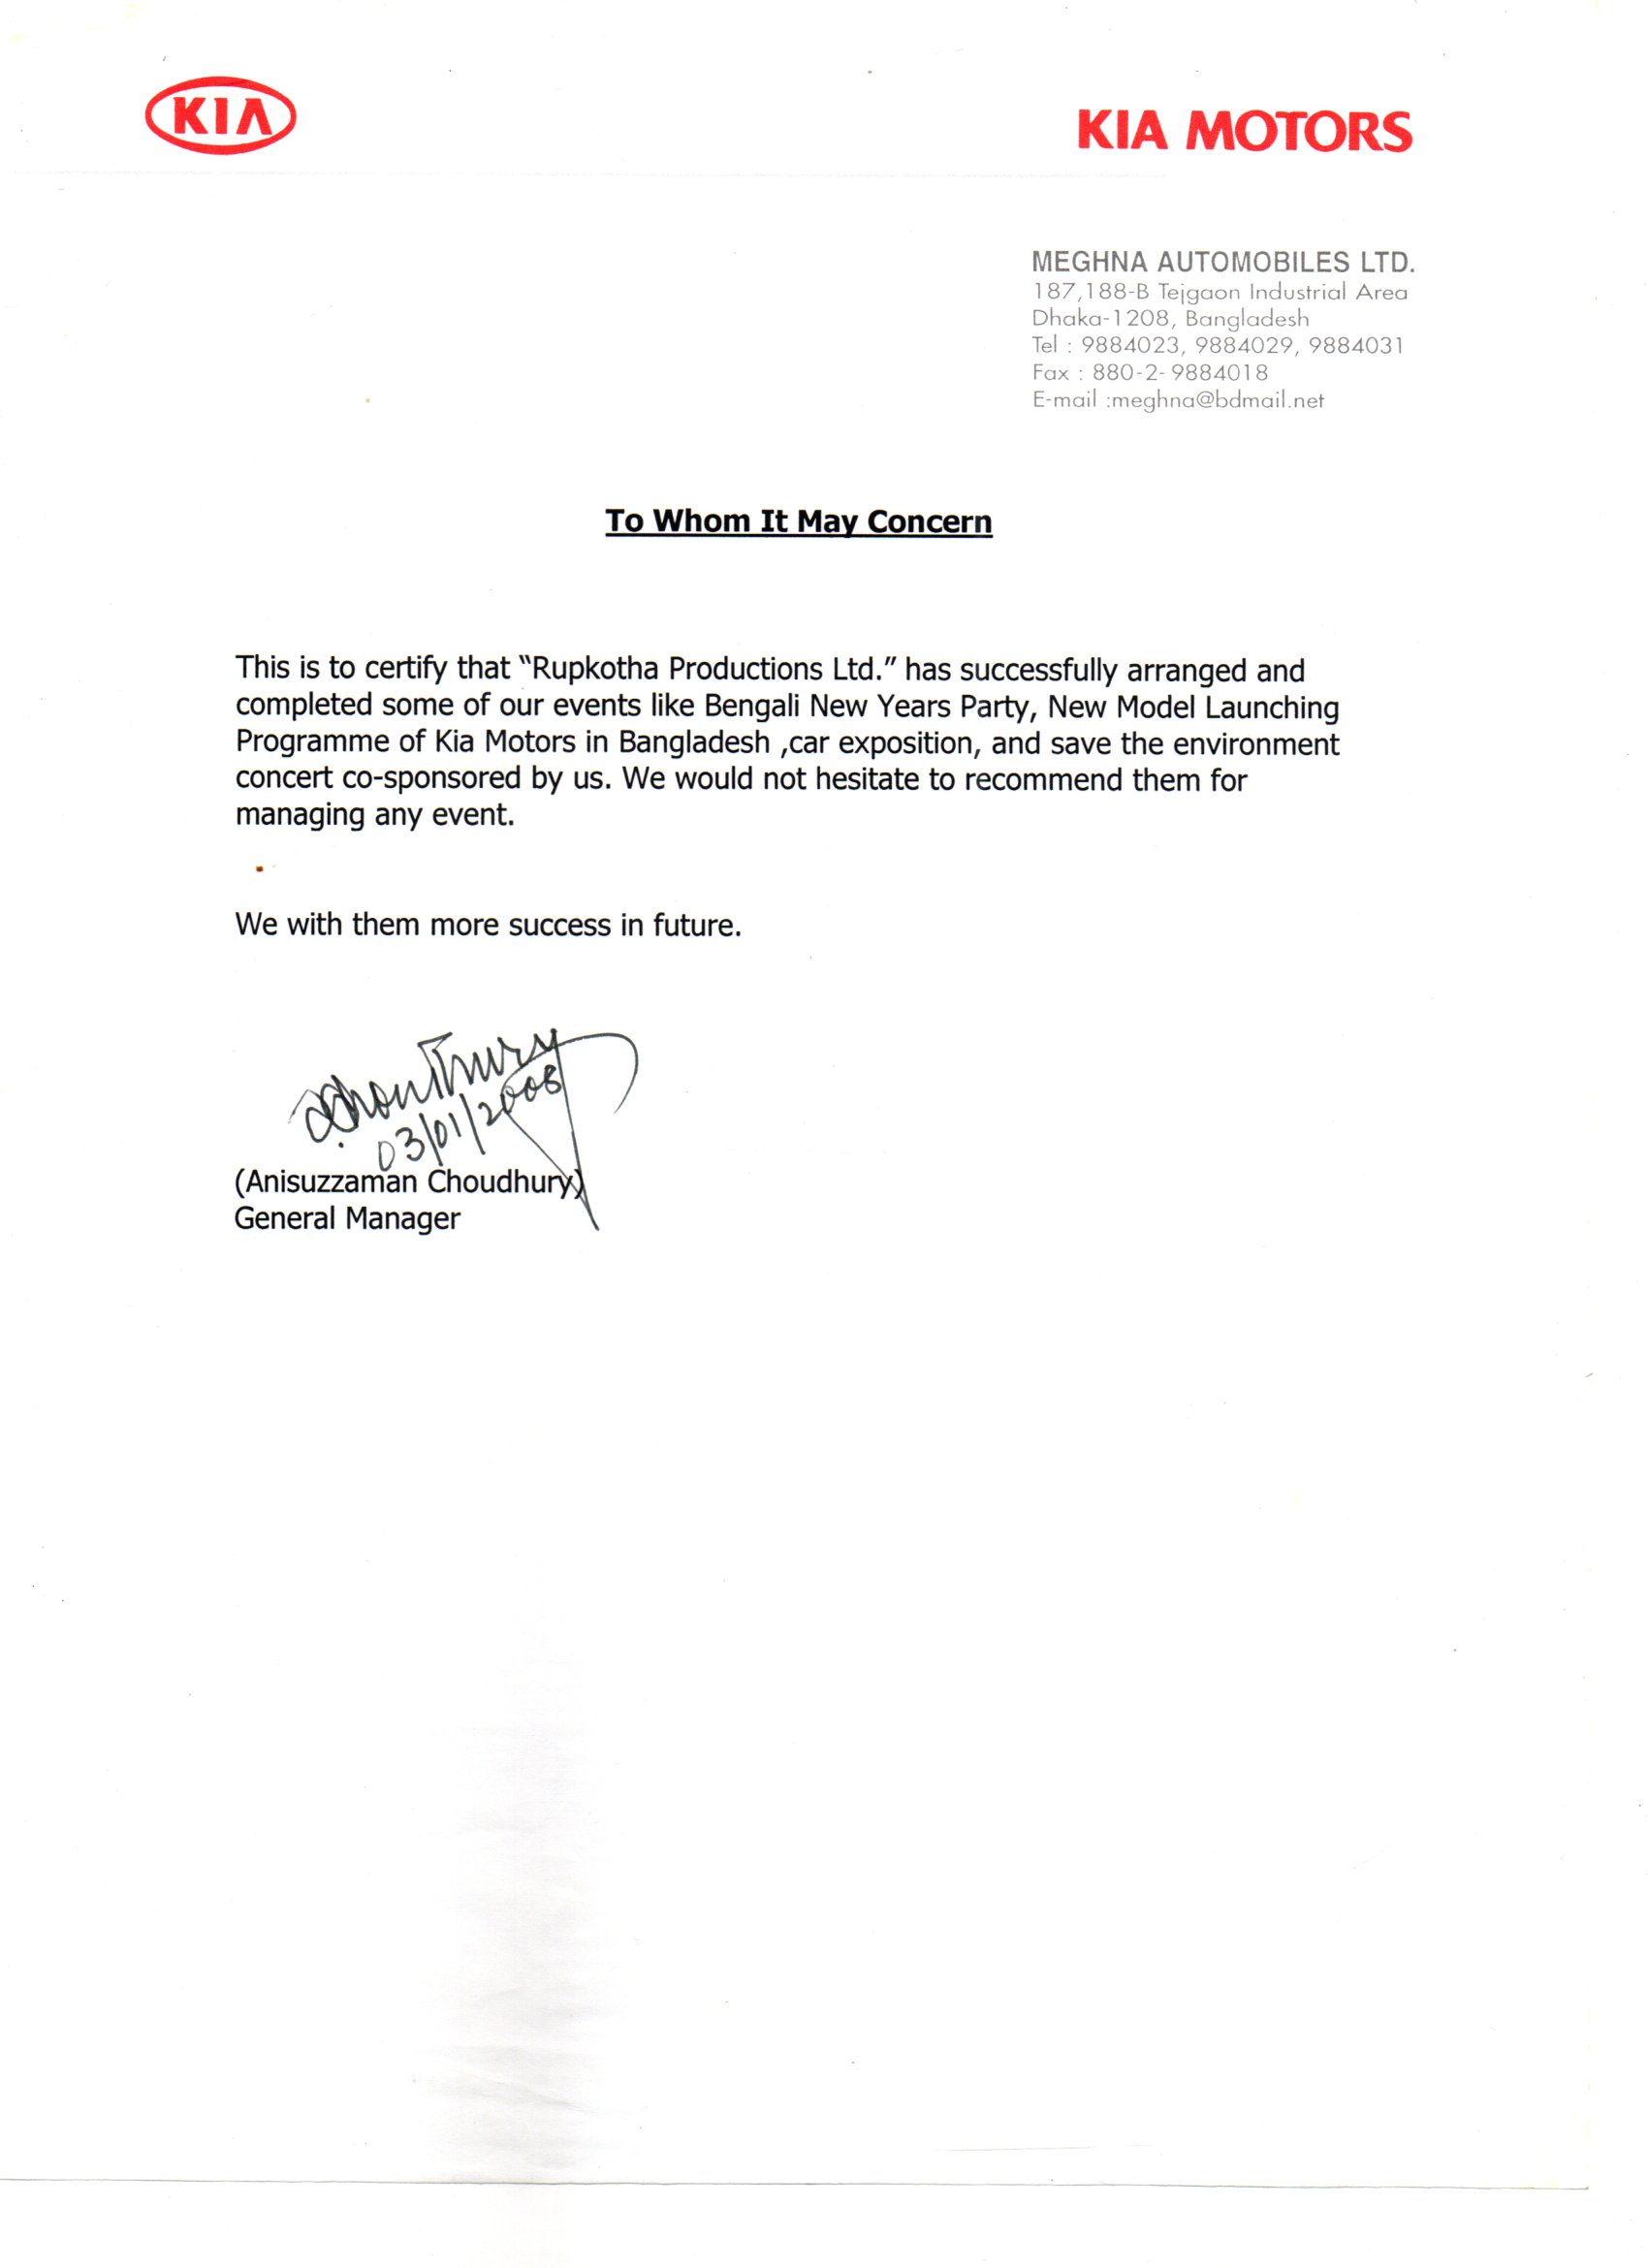 KIA
KIA MOTORS
MEGHNA AUTOMOBILES LTD.
187,188-B Tejgaon Industrial Area
Dhaka-1208, Bangladesh
Tel : 9884023, 9884029, 9884031
Fax : 880-2- 9884018
E-mail :meghna@bdmail.net
To Whom It May Concern
This is to certify that “Rupkotha Productions Ltd.” has successfully arranged and
completed some of our events like Bengali New Years Party, New Model Launching
Programme of Kia Motors in Bangladesh ,car exposition, and save the environment
concert co-sponsored by us. We would not hesitate to recommend them for
managing any event.
We with them more success in future.
03/01/2008
(Anisuzzaman Choudhury)
General Manager